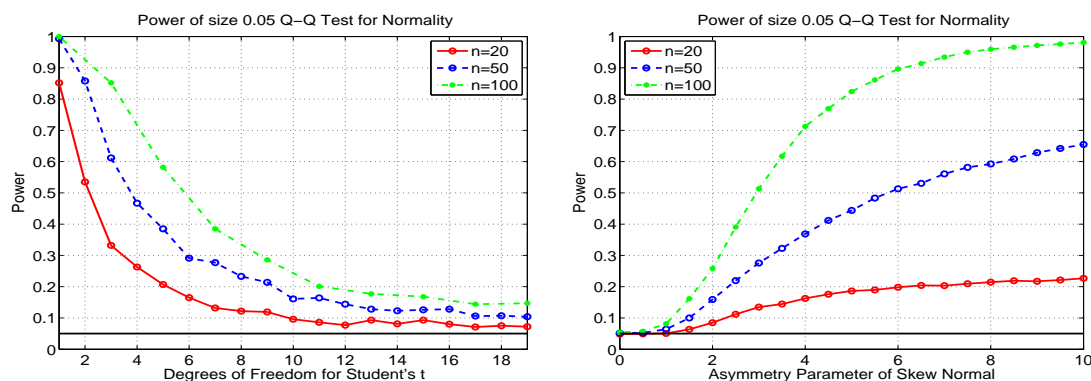 Power of size 0.05 Q−Q Test for Normality
1
0.9
0.8
0.7
0.6
0.5
0.4
0.3
0.2
0.1
0
Power
n=20
n=50
n=100
2 4 6 8 10 12 14 16 18
Degrees of Freedom for Student's t
Power of size 0.05 Q−Q Test for Normality
1
0.9
0.8
0.7
0.6
0.5
0.4
0.3
0.2
0.1
0
Power
n=20
n=50
n=100
0 2 4 6 8 10
Asymmetry Parameter of Skew Normal